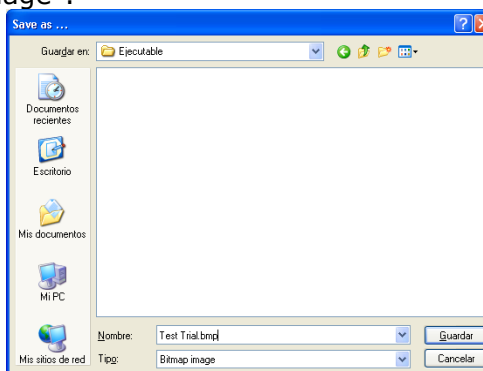 age".
Save as ...
Guardar en:
Ejecutable
Documentos
recientes
Escritorio
Mis documentos
Mi PC
Mis sitios de red
Nombre:
Test Trial.bmp
Guardar
Tipo:
Bitmap image
Cancelar